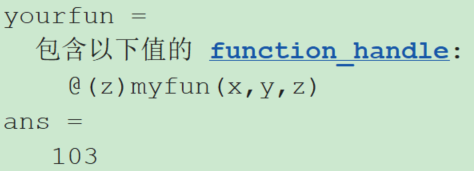 yourfun =
包含以下值的 function_handle:
@(z)myfun(x,y,z)
ans =
103